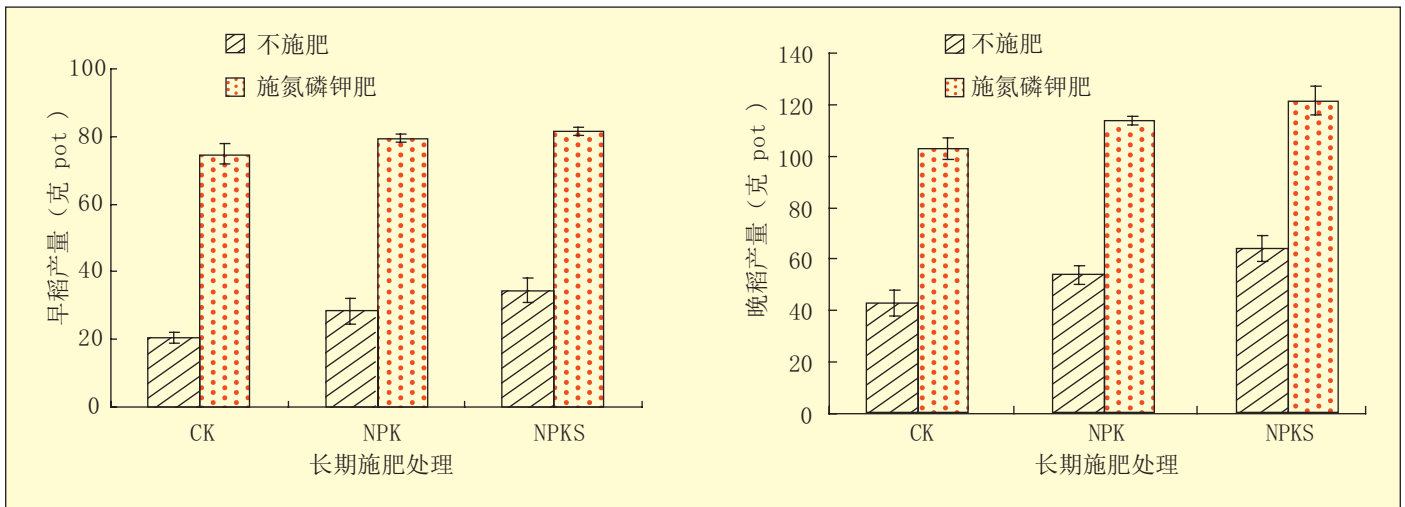 不施肥
施氮磷钾肥
100
80
60
40
20
0
早稻产量（克 pot ）
CK
NPK
NPKS
长期施肥处理
不施肥
施氮磷钾肥
140
120
100
80
60
40
20
0
晚稻产量（克 pot ）
CK
NPK
NPKS
长期施肥处理